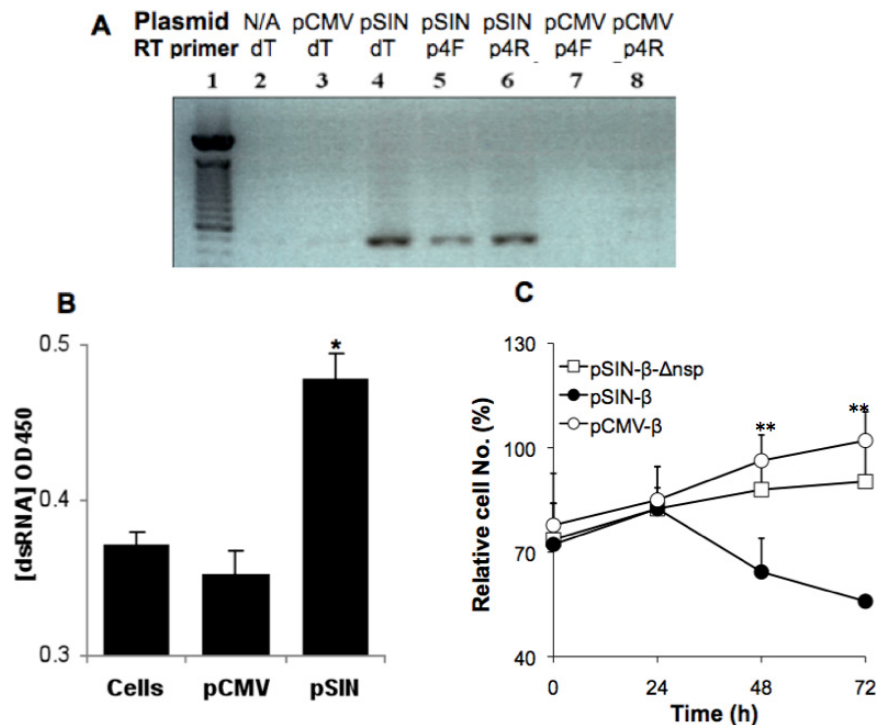 A
Plasmid N/A pCMV pSIN pSIN pSIN pCMV pCMV
RT primer dT dT dT p4F p4R p4F p4R
1 2 3 4 5 6 7 8
B
[dsRNA] OD450
0.5
*
0.4
0.3
Cells pCMV pSIN
C
Relative cell No. (%)
130
pSIN-β-Δnsp
pSIN-β
pCMV-β
** **
100
70
40
0 24 48 72
Time (h)